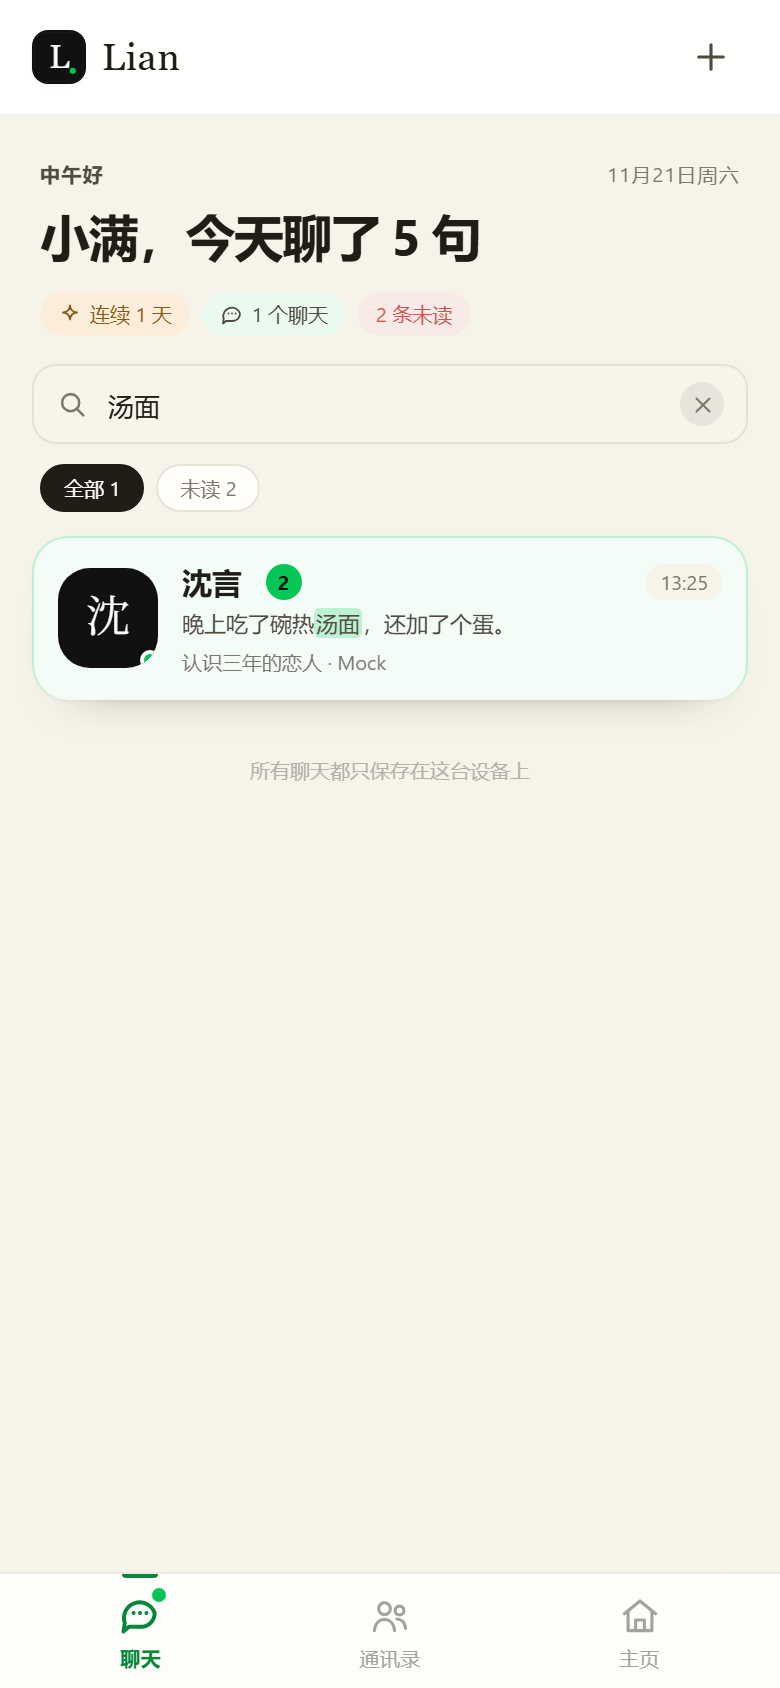 L. Lian
中午好 11月21日周六
小满，今天聊了 5 句
连续 1 天 1 个聊天 2 条未读
汤面
全部 1 未读 2
沈 沈言 2 13:25
晚上吃了碗热汤面，还加了个蛋。
认识三年的恋人 · Mock
所有聊天都只保存在这台设备上
聊天 通讯录 主页